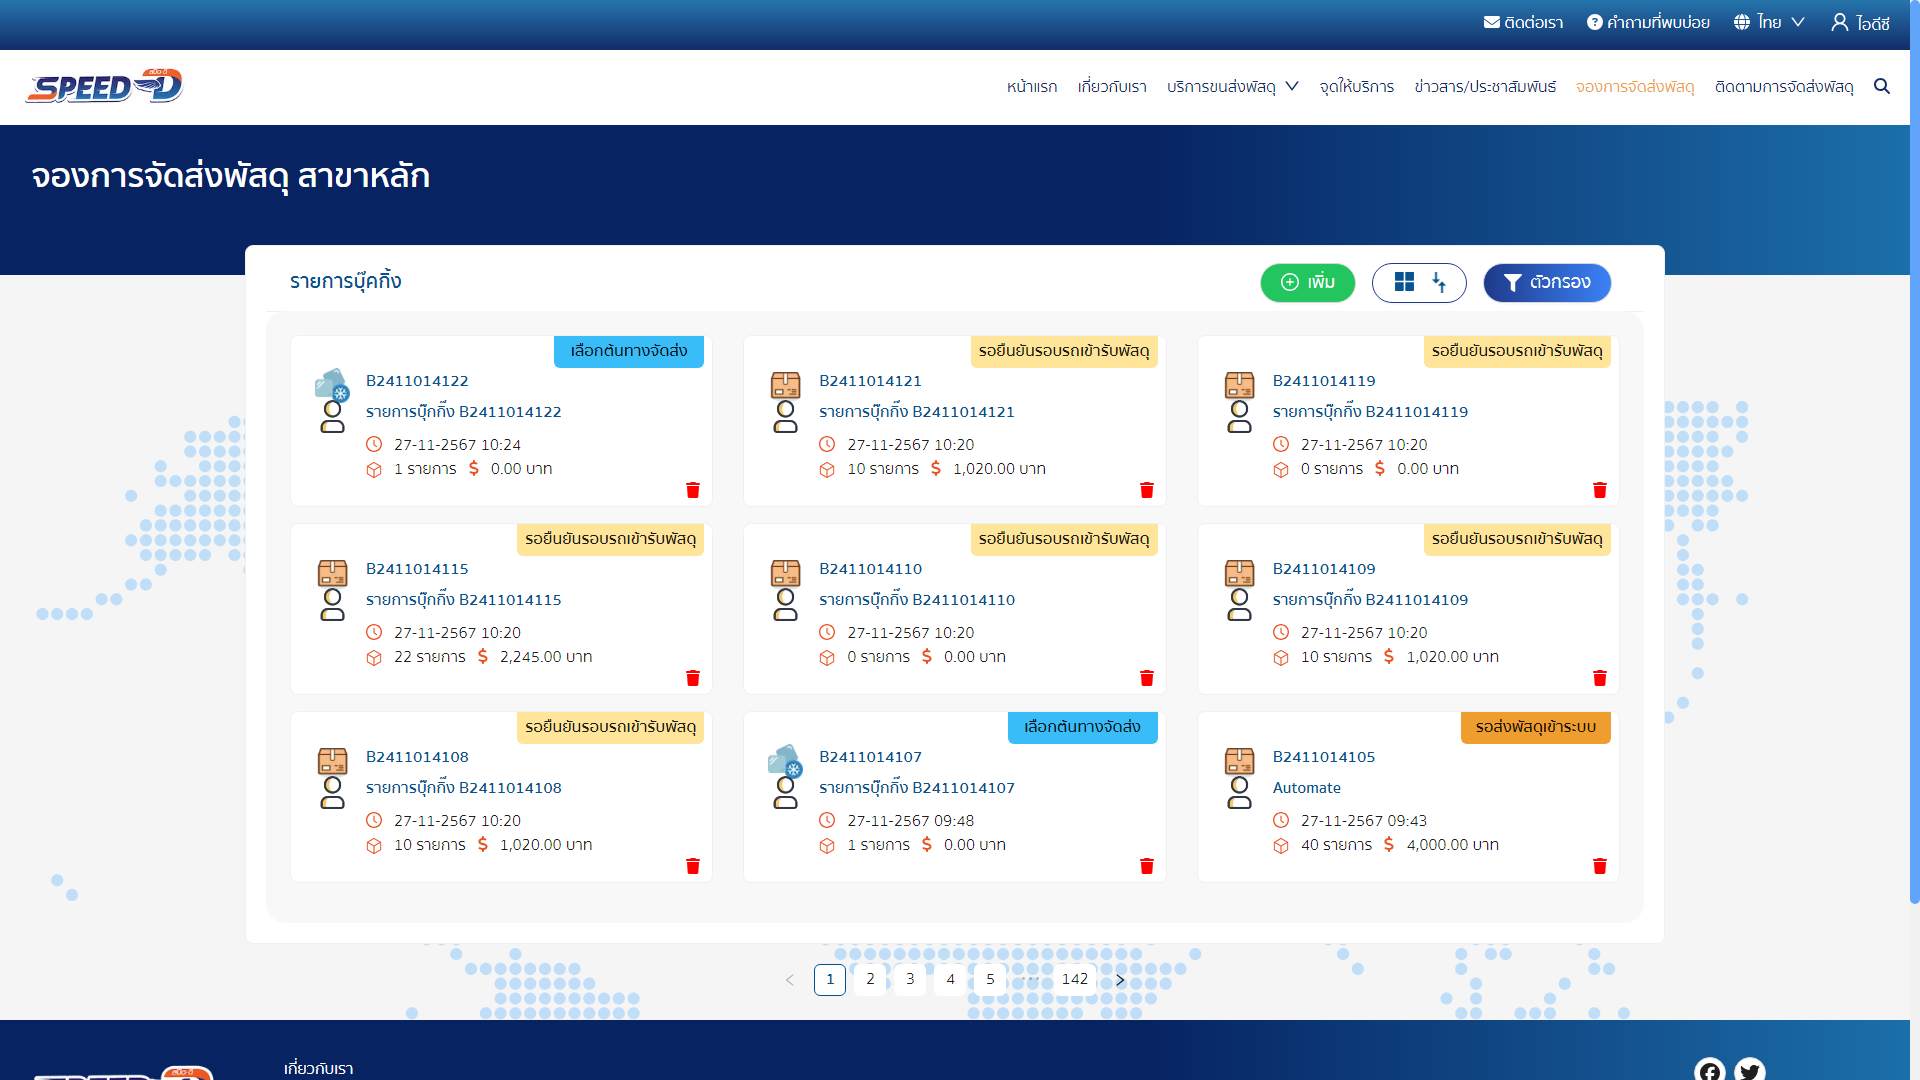 ติดต่อเรา คำถามที่พบบ่อย ไทย ไอดีซี
SPEED D สปีด-ดี
หน้าแรก เกี่ยวกับเรา บริการขนส่งพัสดุ จุดให้บริการ ข่าวสาร/ประชาสัมพันธ์ จองการจัดส่งพัสดุ ติดตามการจัดส่งพัสดุ
จองการจัดส่งพัสดุ สาขาหลัก
รายการบุ๊คกิ้ง เพิ่ม ตัวกรอง
เลือกต้นทางจัดส่ง
B2411014122
รายการบุ๊กกิ๊ง B2411014122
27-11-2567 10:24
1 รายการ $ 0.00 บาท
รอยืนยันรอบรถเข้ารับพัสดุ
B2411014121
รายการบุ๊กกิ๊ง B2411014121
27-11-2567 10:20
10 รายการ $ 1,020.00 บาท
รอยืนยันรอบรถเข้ารับพัสดุ
B2411014119
รายการบุ๊กกิ๊ง B2411014119
27-11-2567 10:20
0 รายการ $ 0.00 บาท
รอยืนยันรอบรถเข้ารับพัสดุ
B2411014115
รายการบุ๊กกิ๊ง B2411014115
27-11-2567 10:20
22 รายการ $ 2,245.00 บาท
รอยืนยันรอบรถเข้ารับพัสดุ
B2411014110
รายการบุ๊กกิ๊ง B2411014110
27-11-2567 10:20
0 รายการ $ 0.00 บาท
รอยืนยันรอบรถเข้ารับพัสดุ
B2411014109
รายการบุ๊กกิ๊ง B2411014109
27-11-2567 10:20
10 รายการ $ 1,020.00 บาท
รอยืนยันรอบรถเข้ารับพัสดุ
B2411014108
รายการบุ๊กกิ๊ง B2411014108
27-11-2567 10:20
10 รายการ $ 1,020.00 บาท
เลือกต้นทางจัดส่ง
B2411014107
รายการบุ๊กกิ๊ง B2411014107
27-11-2567 09:48
1 รายการ $ 0.00 บาท
รอส่งพัสดุเข้าระบบ
B2411014105
Automate
27-11-2567 09:43
40 รายการ $ 4,000.00 บาท
< 1 2 3 4 5 ••• 142 >
เกี่ยวกับเรา